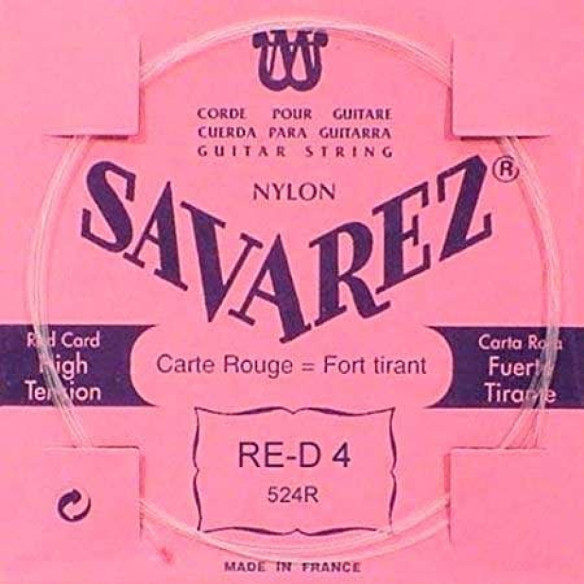 CORDE POUR GUITARE
CUERDA PARA GUITARRA
GUITAR STRING
NYLON
SAVAREZ®
Red Card
High
Tension
Carte Rouge = Fort tirant
Carta Roja
Fuerte
Tirante
RE-D 4
524R
MADE IN FRANCE